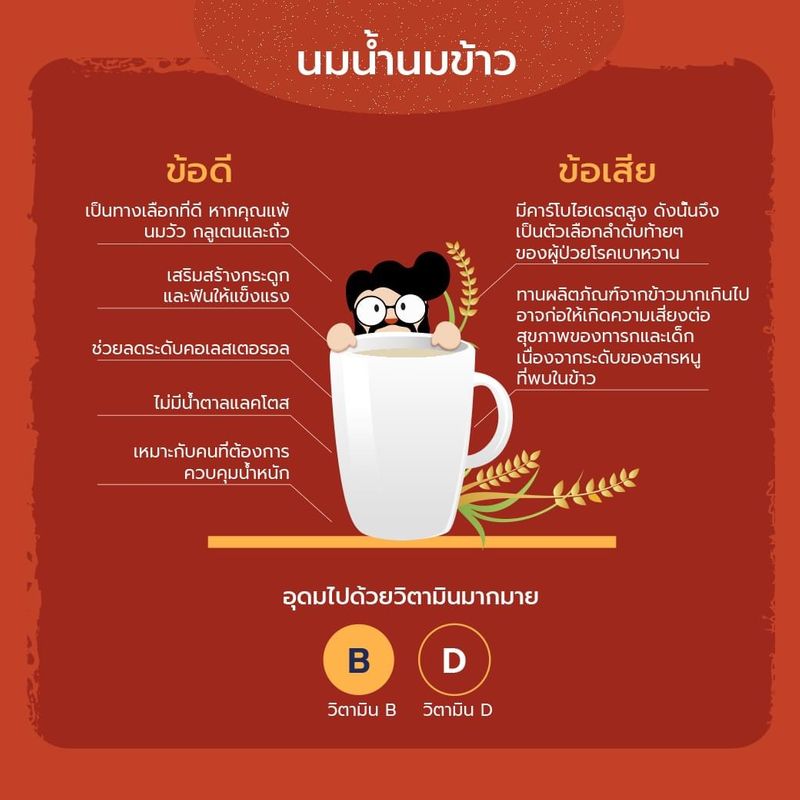 นมน้ำนมข้าว
ข้อดี
เป็นทางเลือกที่ดี หากคุณแพ้
นมวัว กลูเตนและถั่ว
เสริมสร้างกระดูก
และฟันให้แข็งแรง
ช่วยลดระดับคอเลสเตอรอล
ไม่มีน้ำตาลแลคโตส
เหมาะกับคนที่ต้องการ
ควบคุมน้ำหนัก
ข้อเสีย
มีคาร์โบไฮเดรตสูง ดังนั้นจึง
เป็นตัวเลือกลำดับท้ายๆ
ของผู้ป่วยโรคเบาหวาน
ทานผลิตภัณฑ์จากข้าวมากเกินไป
อาจก่อให้เกิดความเสี่ยงต่อ
สุขภาพของทารกและเด็ก
เนื่องจากระดับของสารหนู
ที่พบในข้าว
อุดมไปด้วยวิตามินมากมาย
B D
วิตามิน B วิตามิน D